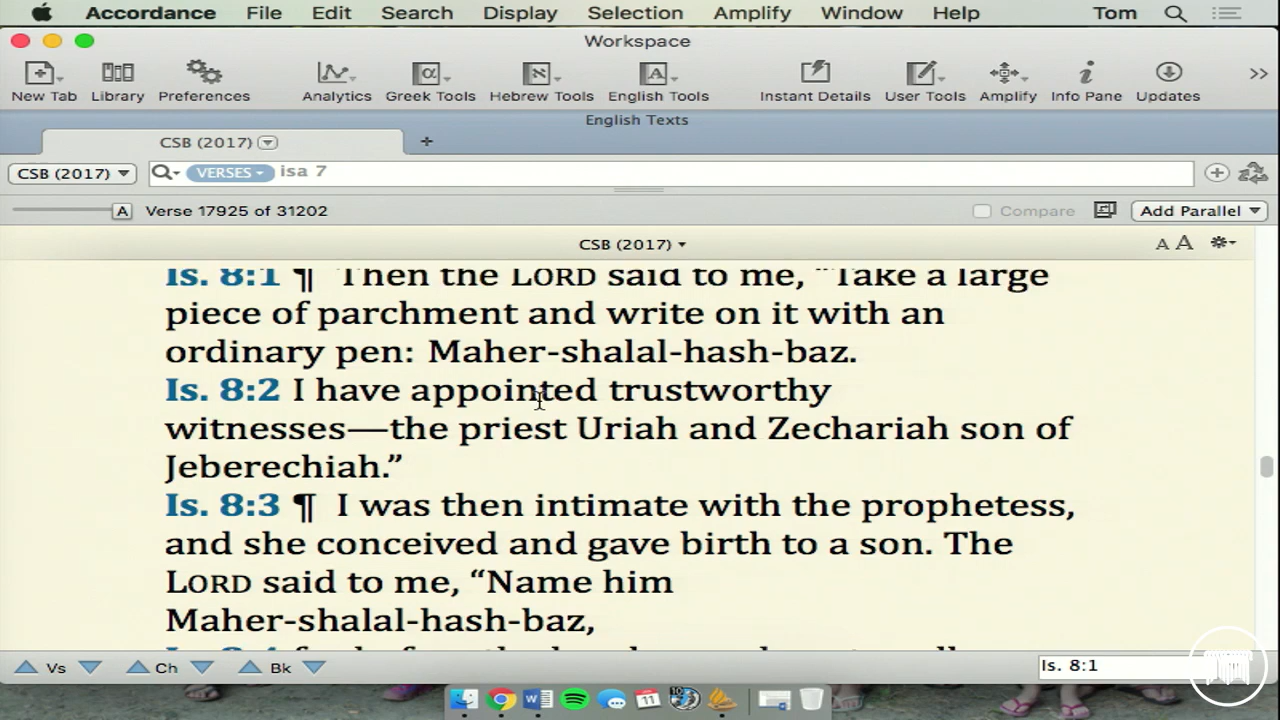 Accordance File Edit Search Display Selection Amplify Window Help Tom
Workspace
New Tab Library Preferences Analytics Greek Tools Hebrew Tools English Tools Instant Details User Tools Amplify Info Pane Updates
English Texts
CSB (2017)
CSB (2017) VERSES isa 7
A Verse 17925 of 31202 Compare Add Parallel
CSB (2017) A A
Is. 8:1 ¶ Then the LORD said to me, “Take a large
piece of parchment and write on it with an
ordinary pen: Maher-shalal-hash-baz.
Is. 8:2 I have appointed trustworthy
witnesses—the priest Uriah and Zechariah son of
Jeberechiah.”
Is. 8:3 ¶ I was then intimate with the prophetess,
and she conceived and gave birth to a son. The
LORD said to me, “Name him
Maher-shalal-hash-baz,
Vs Ch Bk Is. 8:1